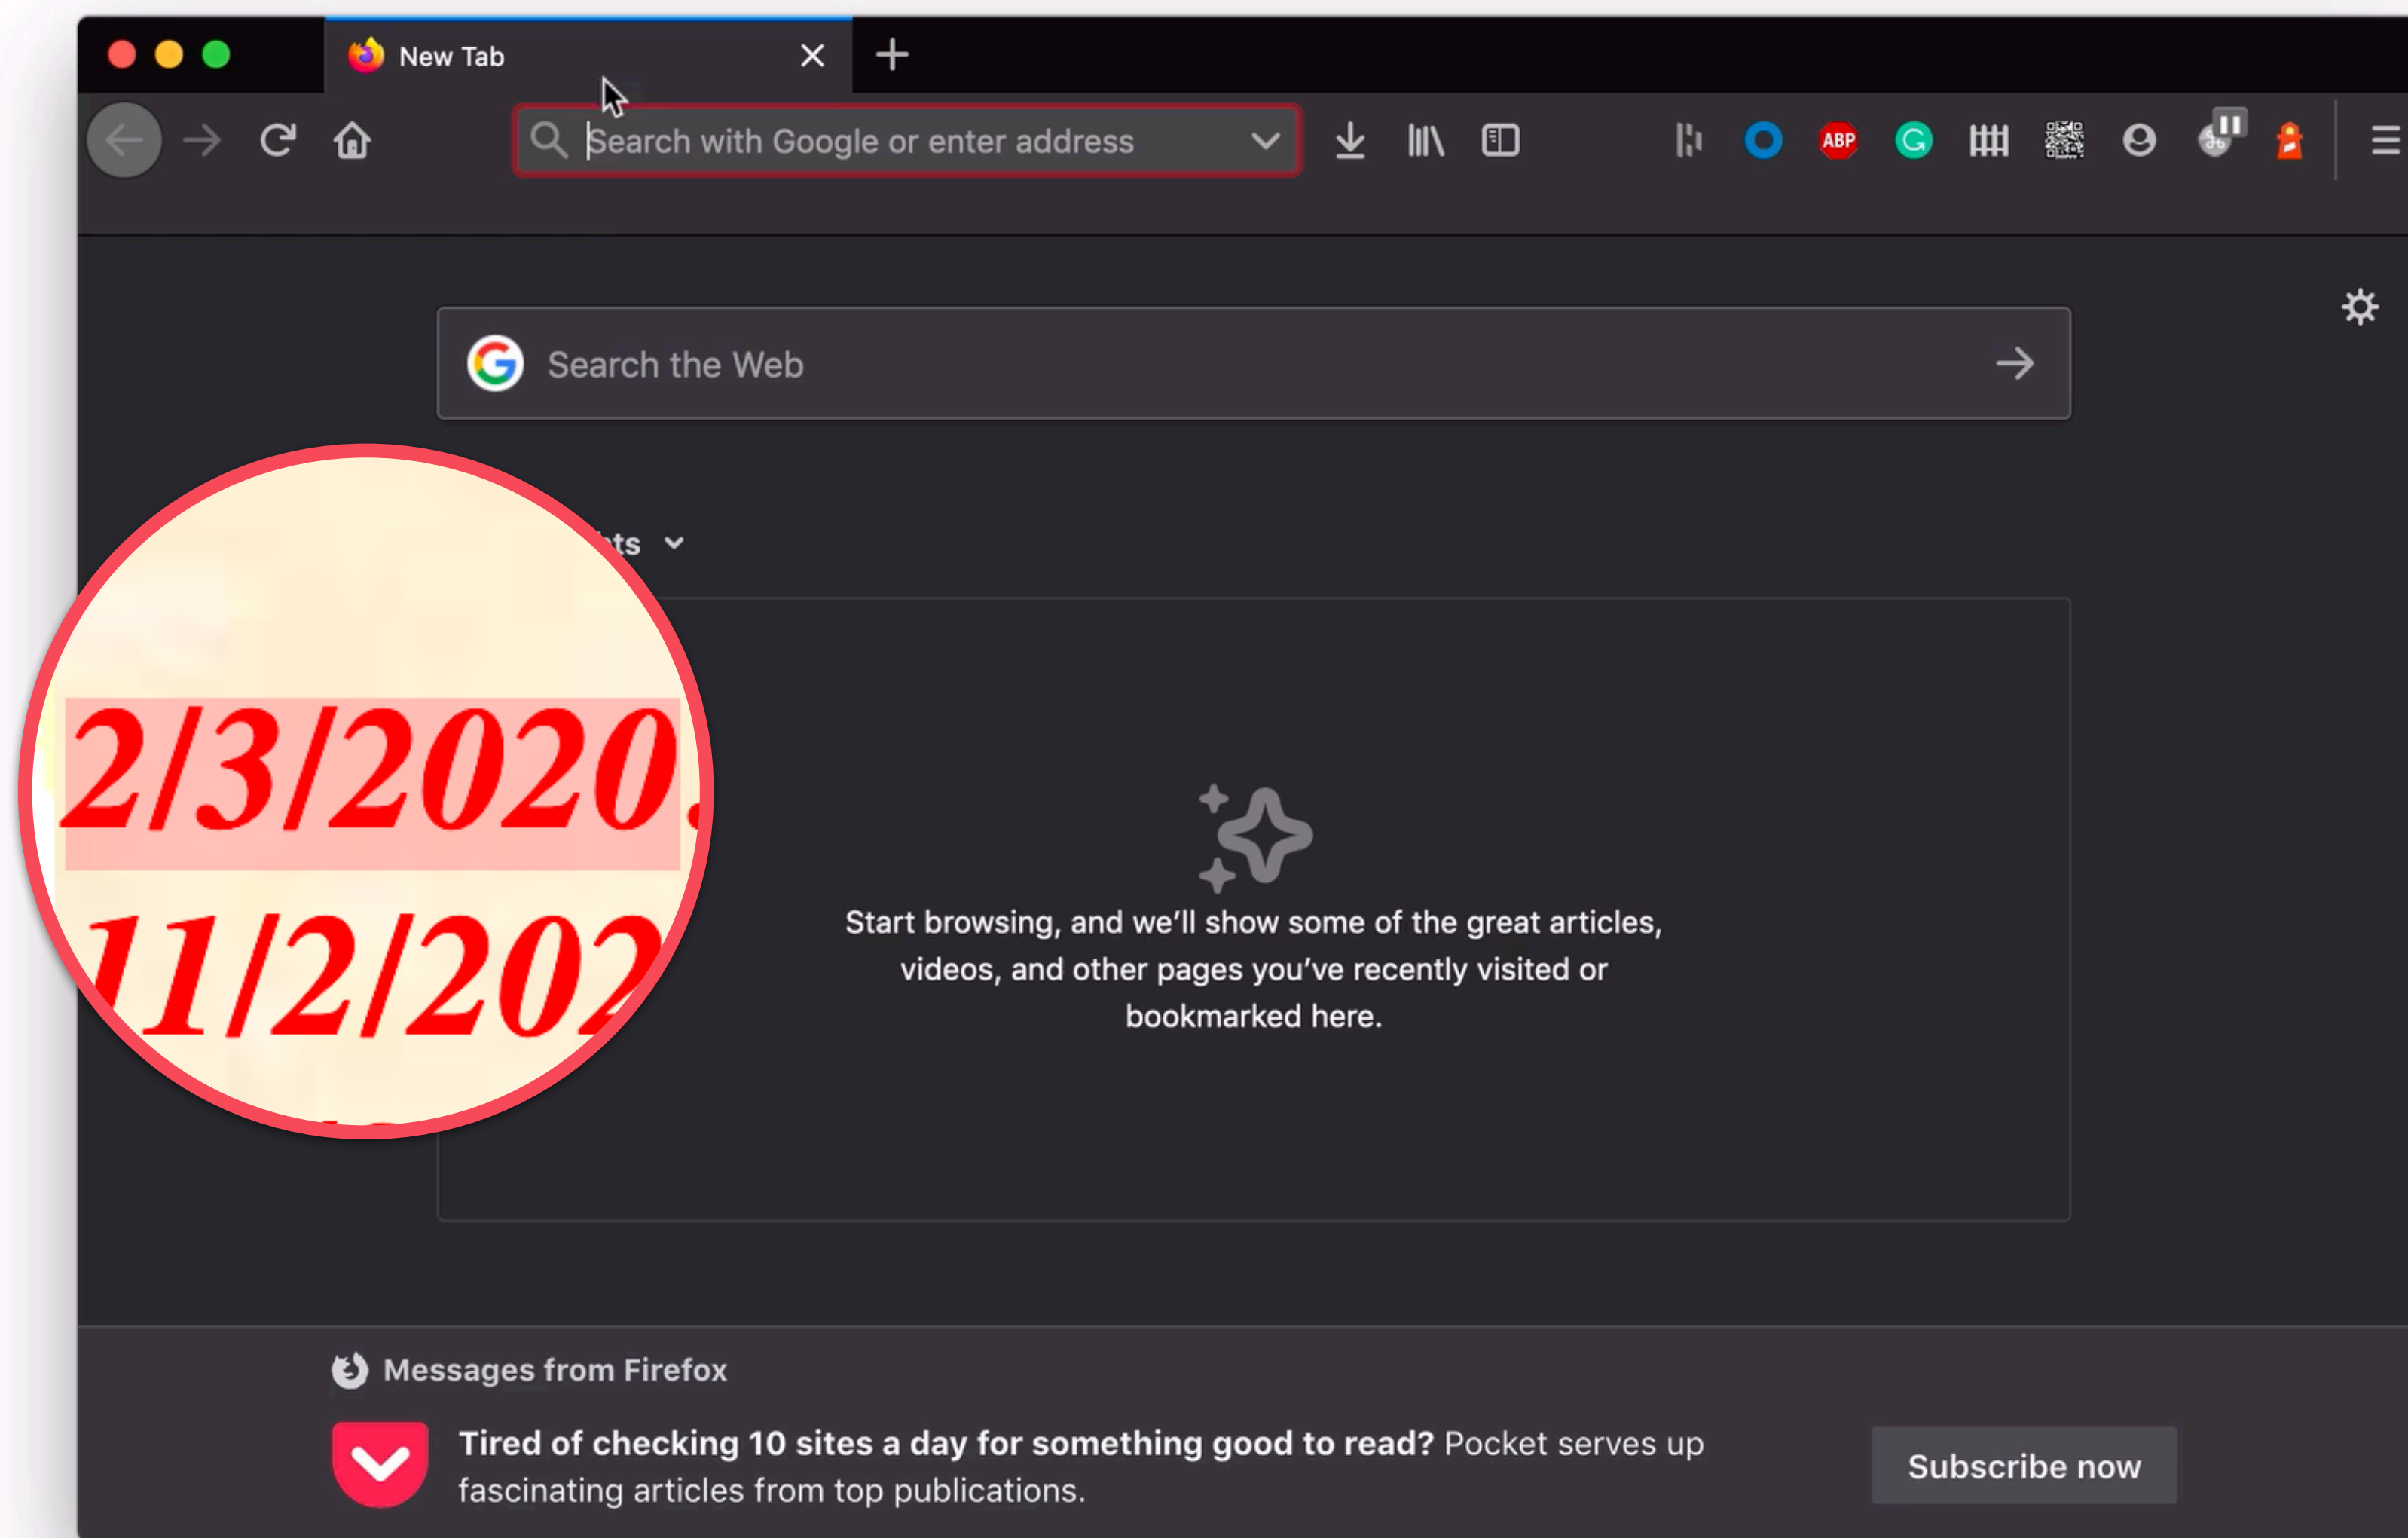 New Tab
Search with Google or enter address
ABP
Search the Web
2/3/2020.
11/2/202
Start browsing, and we’ll show some of the great articles,
videos, and other pages you’ve recently visited or
bookmarked here.
Messages from Firefox
Tired of checking 10 sites a day for something good to read? Pocket serves up
fascinating articles from top publications.
Subscribe now